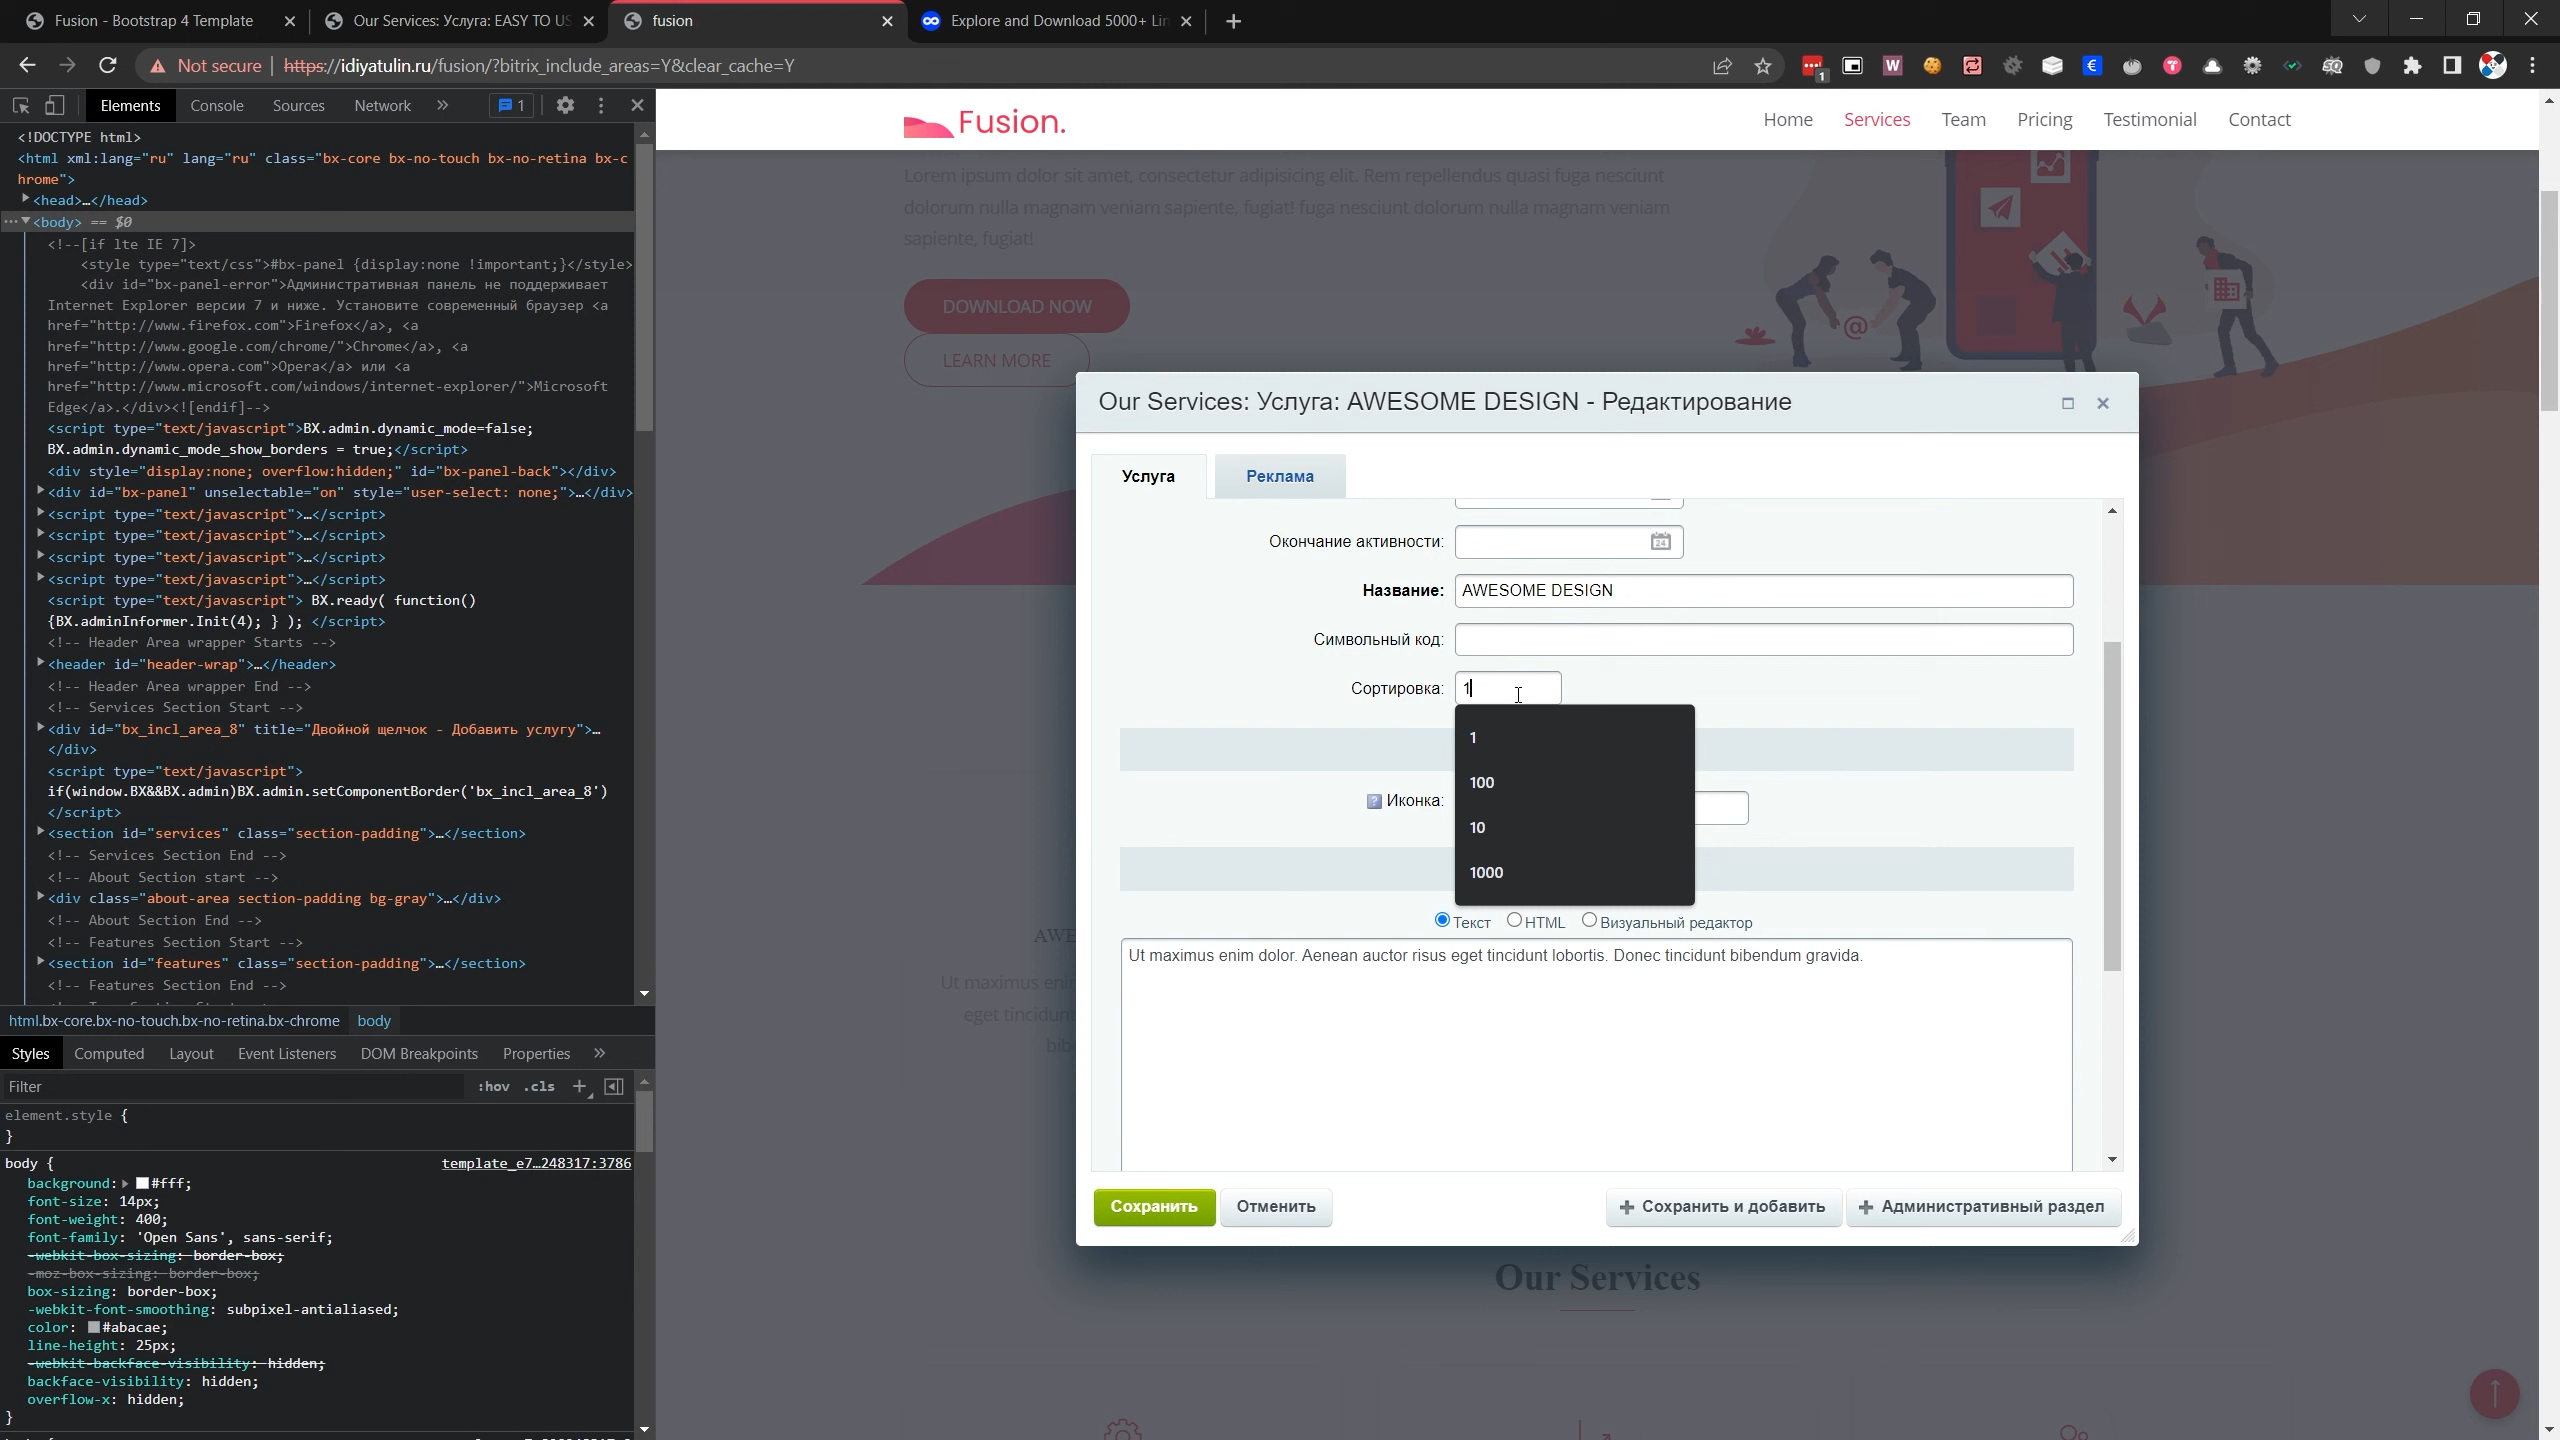 Fusion - Bootstrap 4 Template
Our Services: Услуга: EASY TO US
fusion
Explore and Download 5000+ Lin
Not secure
https://idiyatulin.ru/fusion/?bitrix_include_areas=Y&clear_cache=Y
1
Elements Console Sources Network
1
<!DOCTYPE html>
<html xml:lang="ru" lang="ru" class="bx-core bx-no-touch bx-no-retina bx-c
hrome">
<head>…</head>
<body> == $0
<!--[if lte IE 7]>
<style type="text/css">#bx-panel {display:none !important;}</style>
<div id="bx-panel-error">Административная панель не поддерживает
Internet Explorer версии 7 и ниже. Установите современный браузер <a
href="http://www.firefox.com">Firefox</a>, <a
href="http://www.google.com/chrome/">Chrome</a>, <a
href="http://www.opera.com">Opera</a> или <a
href="http://www.microsoft.com/windows/internet-explorer/">Microsoft
Edge</a>.</div><![endif]-->
<script type="text/javascript">BX.admin.dynamic_mode=false;
BX.admin.dynamic_mode_show_borders = true;</script>
<div style="display:none; overflow:hidden;" id="bx-panel-back"></div>
<div id="bx-panel" unselectable="on" style="user-select: none;">…</div>
<script type="text/javascript">…</script>
<script type="text/javascript">…</script>
<script type="text/javascript">…</script>
<script type="text/javascript">…</script>
<script type="text/javascript"> BX.ready( function()
{BX.adminInformer.Init(4); } ); </script>
<!-- Header Area wrapper Starts -->
<header id="header-wrap">…</header>
<!-- Header Area wrapper End -->
<!-- Services Section Start -->
<div id="bx_incl_area_8" title="Двойной щелчок - Добавить услугу">…
</div>
<script type="text/javascript">
if(window.BX&&BX.admin)BX.admin.setComponentBorder('bx_incl_area_8')
</script>
<section id="services" class="section-padding">…</section>
<!-- Services Section End -->
<!-- About Section start -->
<div class="about-area section-padding bg-gray">…</div>
<!-- About Section End -->
<!-- Features Section Start -->
<section id="features" class="section-padding">…</section>
<!-- Features Section End -->
html.bx-core.bx-no-touch.bx-no-retina.bx-chrome body
Styles Computed Layout Event Listeners DOM Breakpoints Properties
Filter :hov .cls
element.style {
}
body { template_e7…248317:3786
background: #fff;
font-size: 14px;
font-weight: 400;
font-family: 'Open Sans', sans-serif;
-webkit-box-sizing: border-box;
-moz-box-sizing: border-box;
box-sizing: border-box;
-webkit-font-smoothing: subpixel-antialiased;
color: #abacae;
line-height: 25px;
-webkit-backface-visibility: hidden;
backface-visibility: hidden;
overflow-x: hidden;
}
Fusion.
Home Services Team Pricing Testimonial Contact
Lorem ipsum dolor sit amet, consectetur adipisicing elit. Rem repellendus quasi fuga nesciunt
dolorum nulla magnam veniam sapiente, fugiat! fuga nesciunt dolorum nulla magnam veniam
sapiente, fugiat!
DOWNLOAD NOW
LEARN MORE
@
Our Services: Услуга: AWESOME DESIGN - Редактирование
Услуга Реклама
Окончание активности:
Название: AWESOME DESIGN
Символьный код:
Сортировка: 1
1
100
Иконка:
10
1000
Текст HTML Визуальный редактор
Ut maximus enim dolor. Aenean auctor risus eget tincidunt lobortis. Donec tincidunt bibendum gravida.
AWE
Ut maximus enir
eget tincidunt
bib
Сохранить Отменить Сохранить и добавить Административный раздел
Our Services